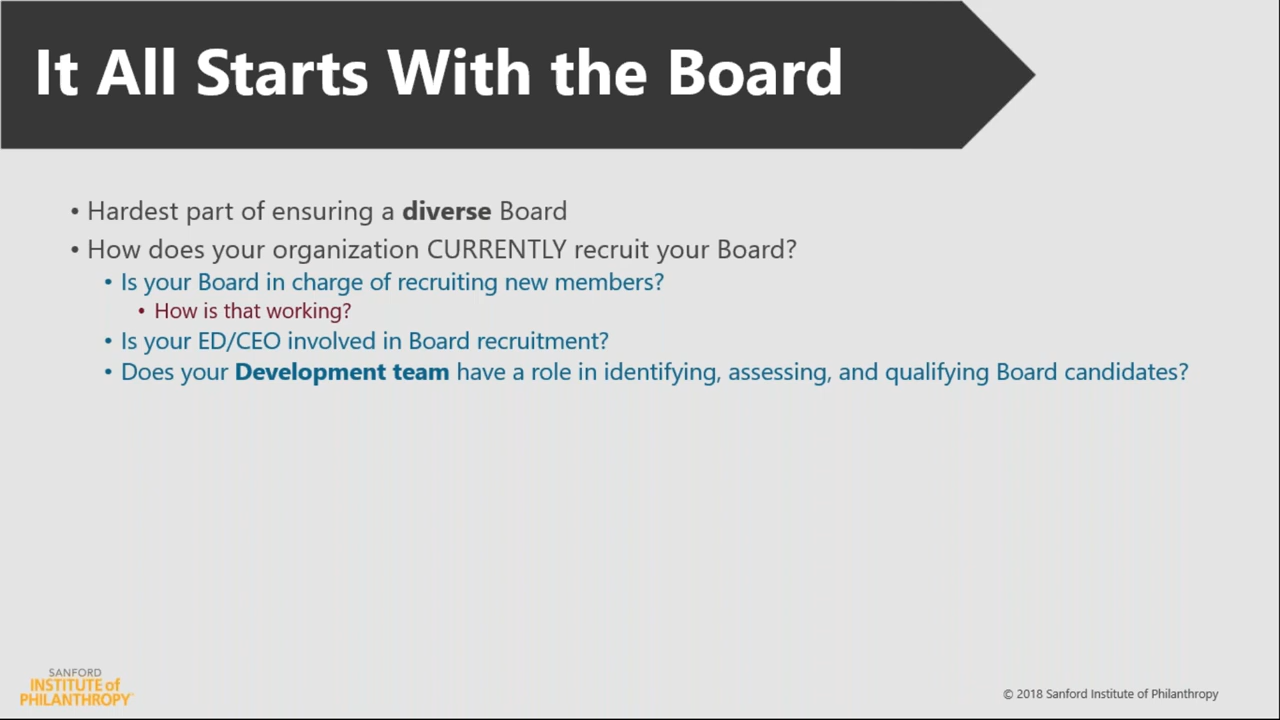 It All Starts With the Board
• Hardest part of ensuring a diverse Board
• How does your organization CURRENTLY recruit your Board?
• Is your Board in charge of recruiting new members?
• How is that working?
• Is your ED/CEO involved in Board recruitment?
• Does your Development team have a role in identifying, assessing, and qualifying Board candidates?
SANFORD
INSTITUTE of
PHILANTHROPY
© 2018 Sanford Institute of Philanthropy